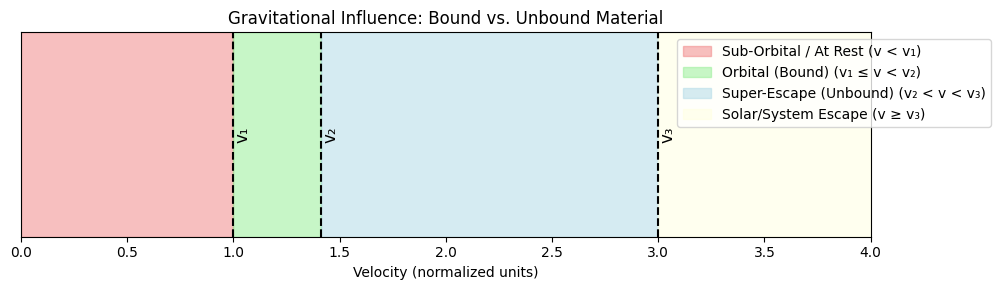 Gravitational Influence: Bound vs. Unbound Material
Sub-Orbital / At Rest (v < v₁)
Orbital (Bound) (v₁ ≤ v < v₂)
Super-Escape (Unbound) (v₂ < v < v₃)
Solar/System Escape (v ≥ v₃)
v₁
v₂
v₃
0.0 0.5 1.0 1.5 2.0 2.5 3.0 3.5 4.0
Velocity (normalized units)